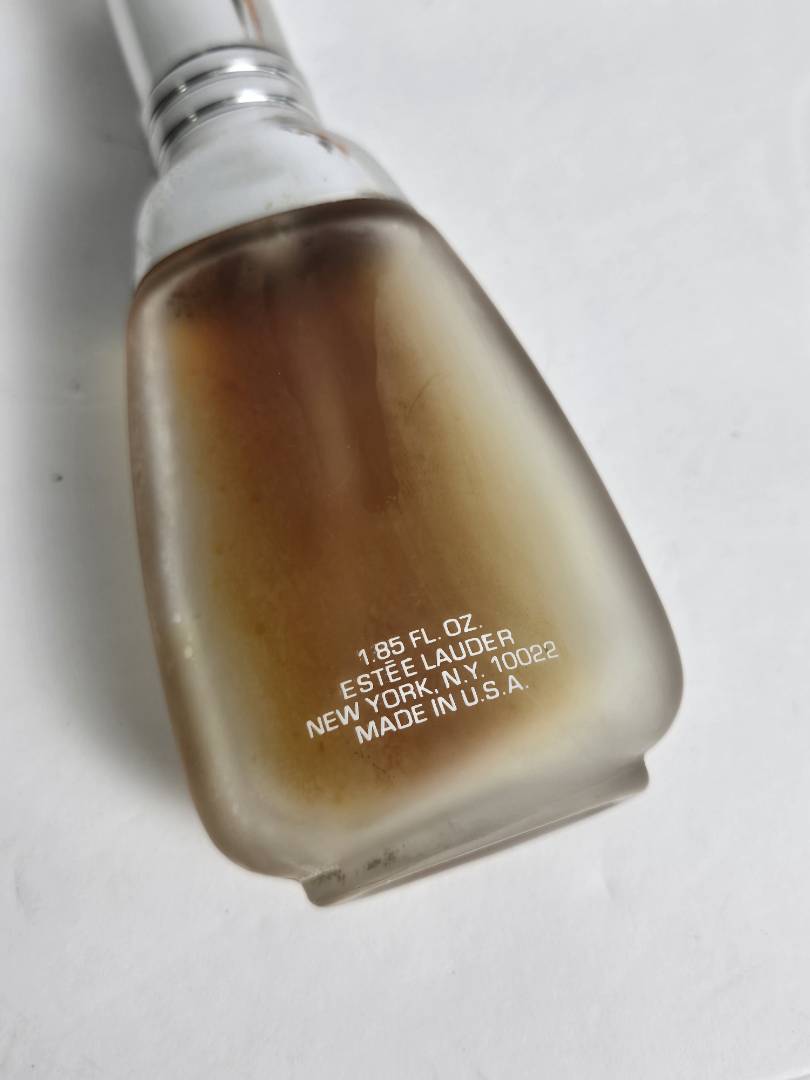 1.85 FL. OZ.
ESTĒE LAUDER
NEW YORK, N.Y. 10022
MADE IN U.S.A.